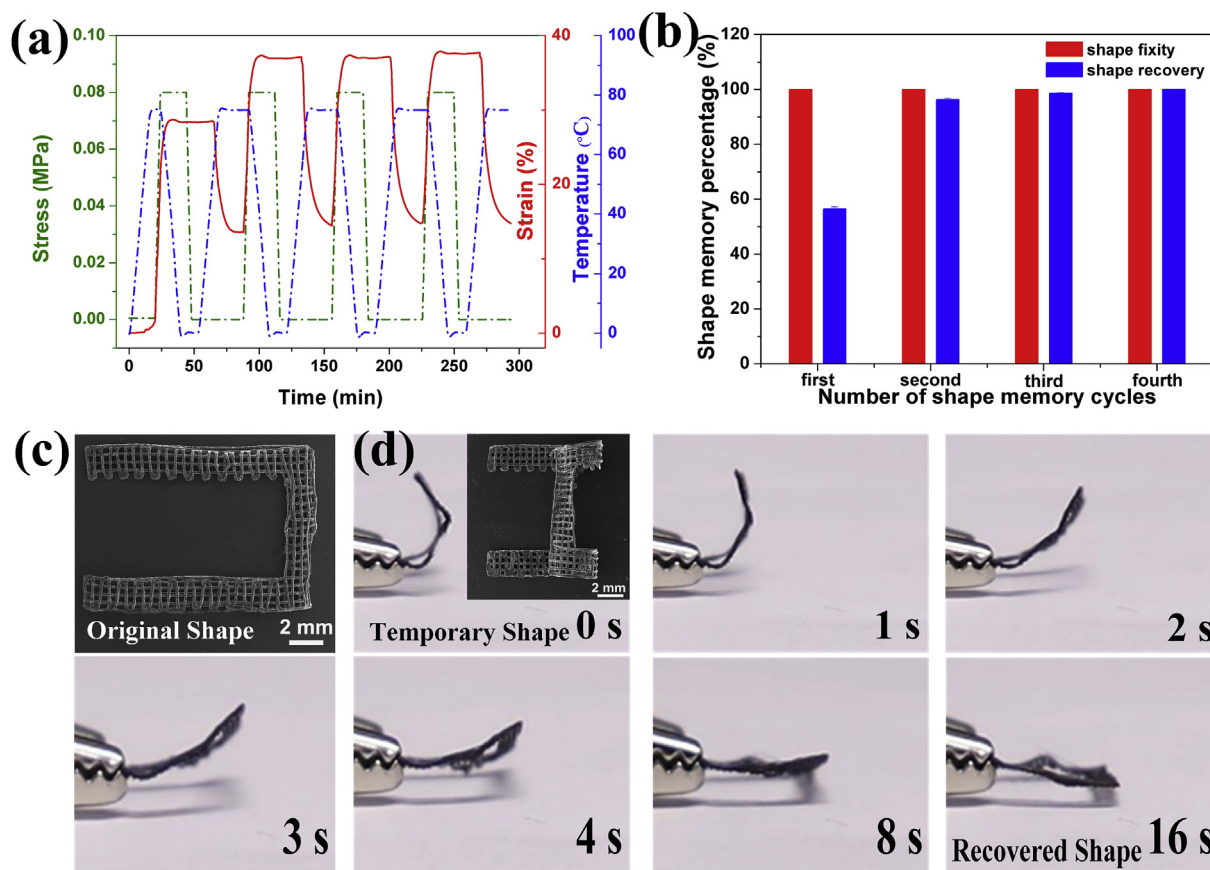 (a)
Stress (MPa)
0.10
0.08
0.06
0.04
0.02
0.00
0 50 100 150 200 250 300
Time (min)
40
20
0
Strain (%)
100
80
60
40
20
0
Temperature (°C)
(b)
Shape memory percentage (%)
120
100
80
60
40
20
0
shape fixity
shape recovery
first second third fourth
Number of shape memory cycles
(c)
Original Shape 2 mm
(d)
2 mm
Temporary Shape 0 s
1 s
2 s
3 s
4 s
8 s
Recovered Shape 16 s